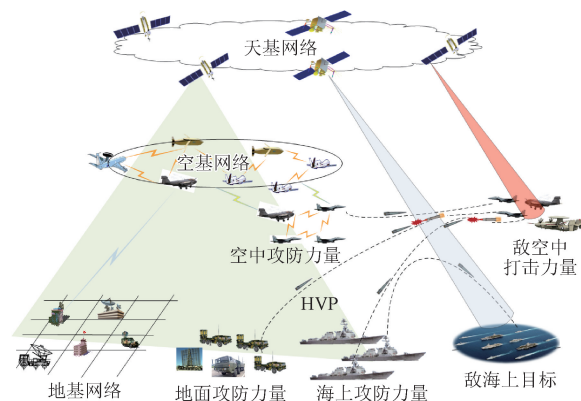 天基网络
空基网络
空中攻防力量
敌空中
打击力量
HVP
地基网络
地面攻防力量
海上攻防力量
敌海上目标